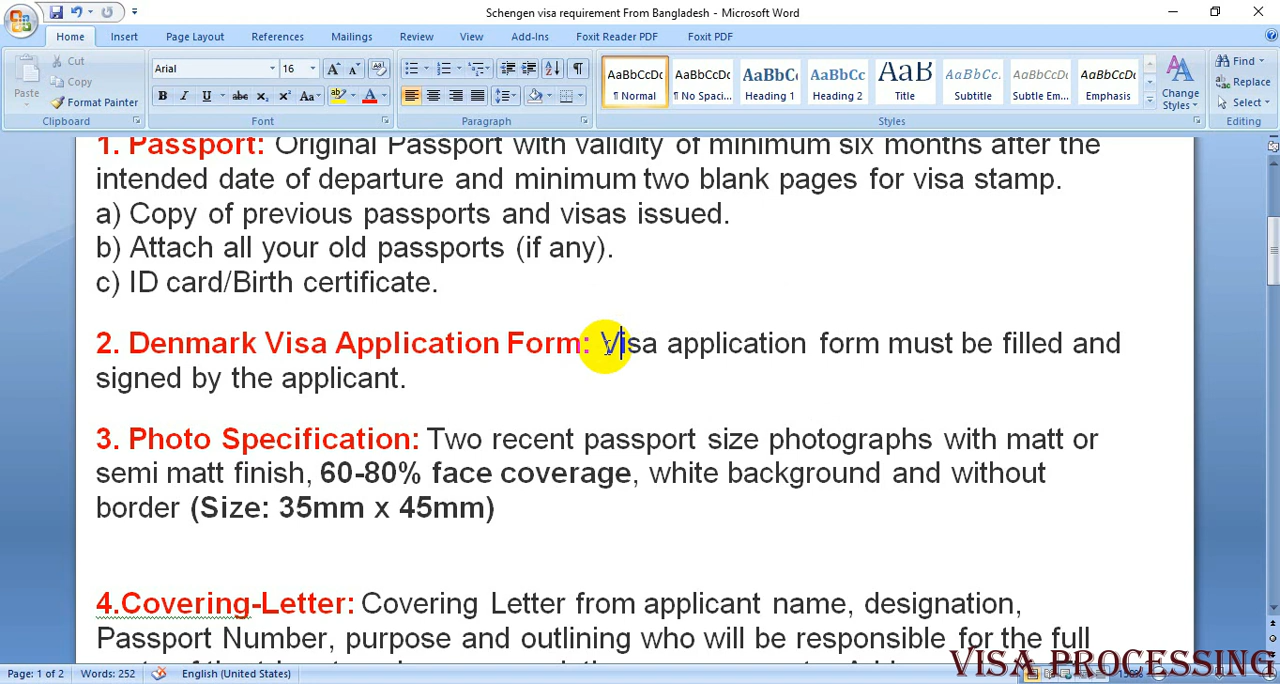 Schengen visa requirement From Bangladesh - Microsoft Word
Home Insert Page Layout References Mailings Review View Add-Ins Foxit Reader PDF Foxit PDF
Paste Cut Copy Format Painter
Arial 16
AaBbCcDc AaBbCcDc AaBbC AaBbCc AaB AaBbCc. AaBbCcDc AaBbCcDc
¶ Normal ¶ No Spaci... Heading 1 Heading 2 Title Subtitle Subtle Em... Emphasis
Change Styles
Find Replace Select
Clipboard Font Paragraph Styles Editing
1. Passport: Original Passport with validity of minimum six months after the
intended date of departure and minimum two blank pages for visa stamp.
a) Copy of previous passports and visas issued.
b) Attach all your old passports (if any).
c) ID card/Birth certificate.
2. Denmark Visa Application Form: Visa application form must be filled and
signed by the applicant.
3. Photo Specification: Two recent passport size photographs with matt or
semi matt finish, 60-80% face coverage, white background and without
border (Size: 35mm x 45mm)
4.Covering-Letter: Covering Letter from applicant name, designation,
Passport Number, purpose and outlining who will be responsible for the full
VISA PROCESSING
Page: 1 of 2 Words: 252 English (United States)